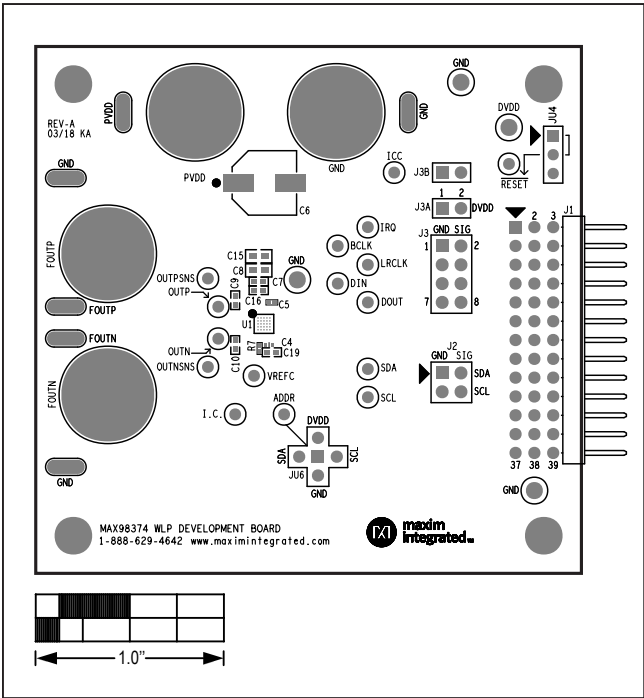 GND
PVDD
GND
DVDD
JU4
REV-A
03/18 KA
GND
GND
RESET
ICC
J3B
PVDD
C6
1 2
J3A
DVDD
IRQ
J3 GND SIG
1 2
7 8
2 3 J1
BCLK
LRCLK
DIN
DOUT
FOUTP
OUTPSNS
OUTP
C15
C8
C7
C9
C16
C5
GND
FOUTP
U1
FOUTN
OUTN
OUTNSNS
C10
R7
C4
C19
VREFC
J2
GND SIG
SDA
SCL
SDA
SCL
FOUTN
I.C.
ADDR
DVDD
SDA
SCL
JU6
GND
37 38 39
GND
GND
MAX98374 WLP DEVELOPMENT BOARD
1-888-629-4642 www.maximintegrated.com
maxim
integrated™
1.0"